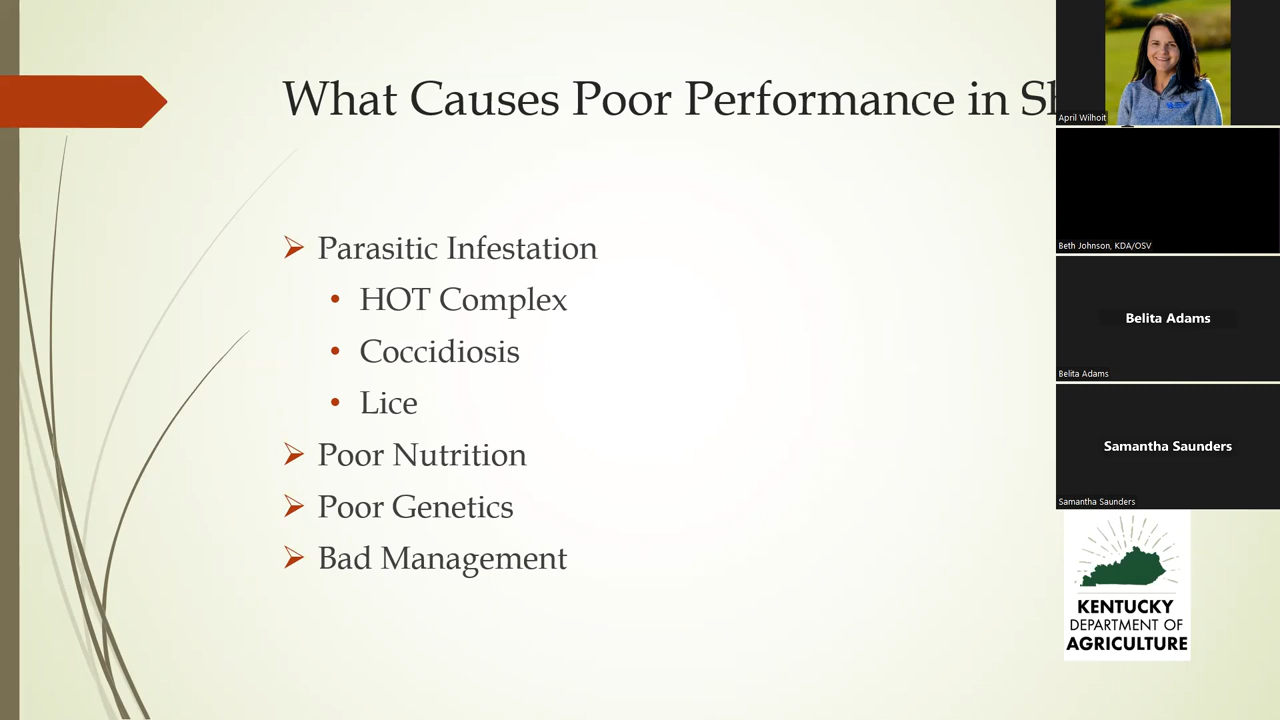 What Causes Poor Performance in
Parasitic Infestation
HOT Complex
Coccidiosis
Lice
Poor Nutrition
Poor Genetics
Bad Management
April Wilhoit
Beth Johnson, KDA/OSV
Belita Adams
Belita Adams
Samantha Saunders
Samantha Saunders
KENTUCKY
DEPARTMENT OF
AGRICULTURE